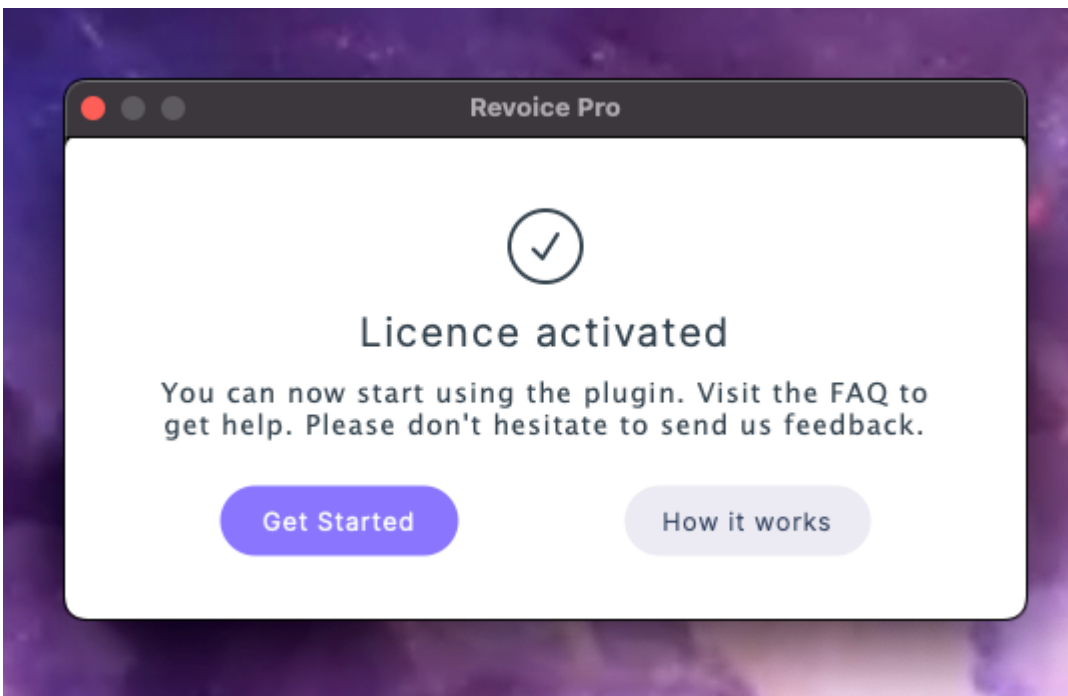 Revoice Pro
Licence activated
You can now start using the plugin. Visit the FAQ to
get help. Please don't hesitate to send us feedback.
Get Started
How it works